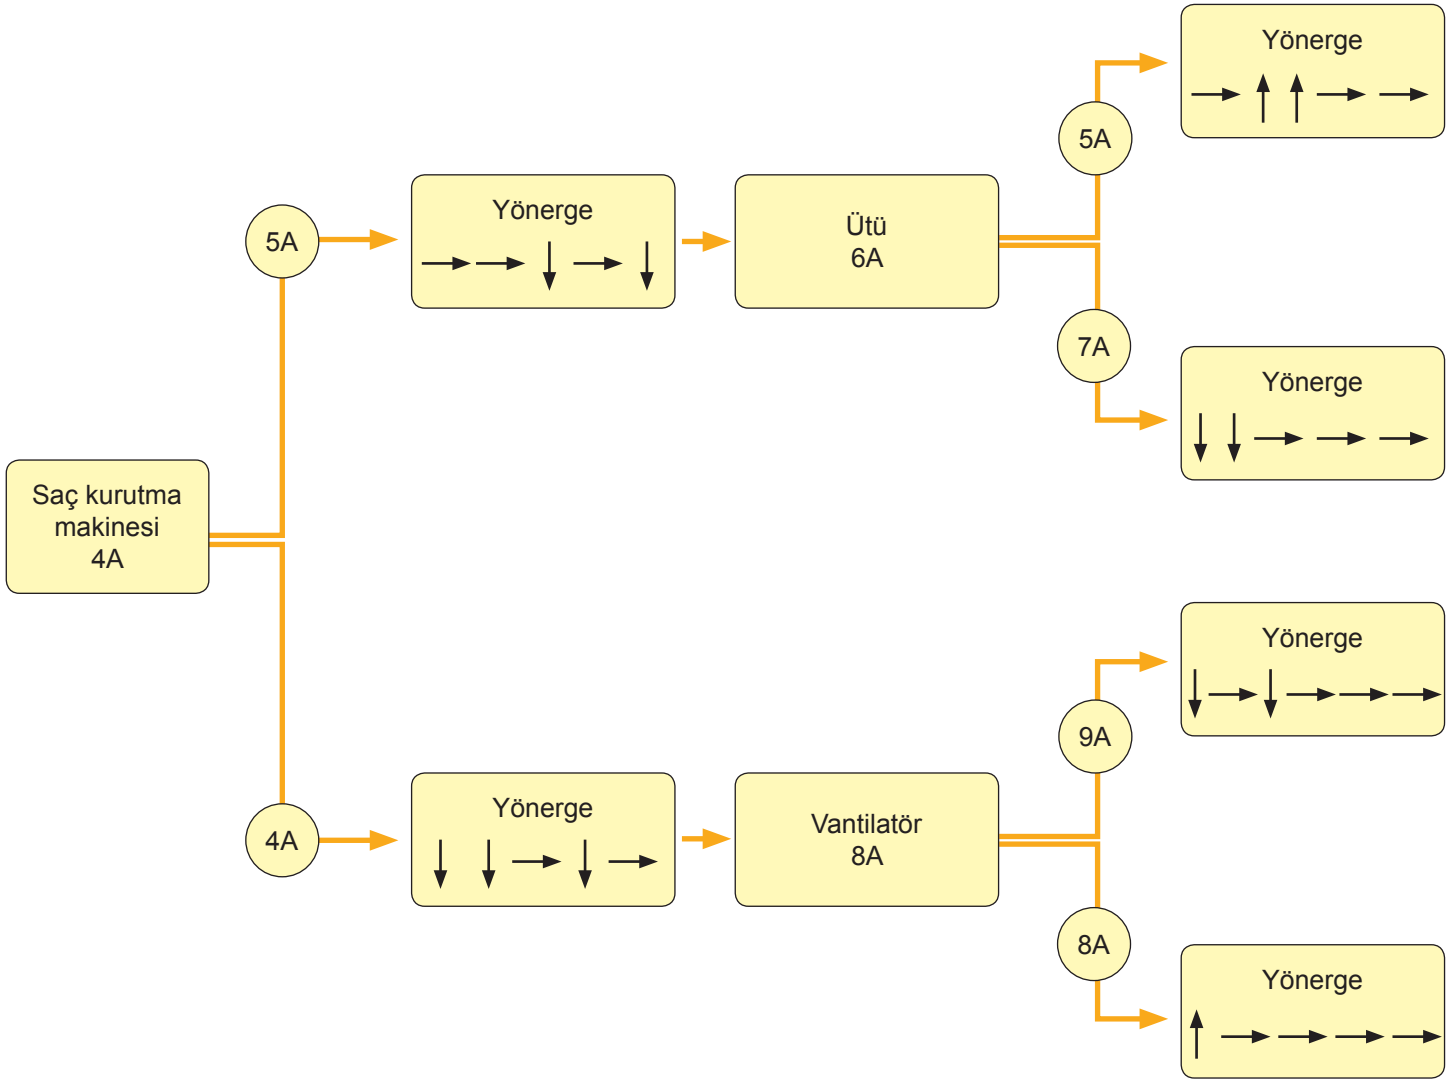 Yönerge
5A
5A
Yönerge
Ütü
6A
7A
Yönerge
Saç kurutma
makinesi
4A
Yönerge
9A
4A
Yönerge
Vantilatör
8A
8A
Yönerge